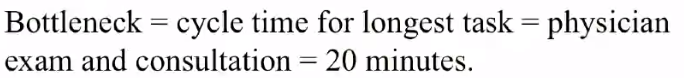 Bottleneck = cycle time for longest task = physician
exam and consultation = 20 minutes.